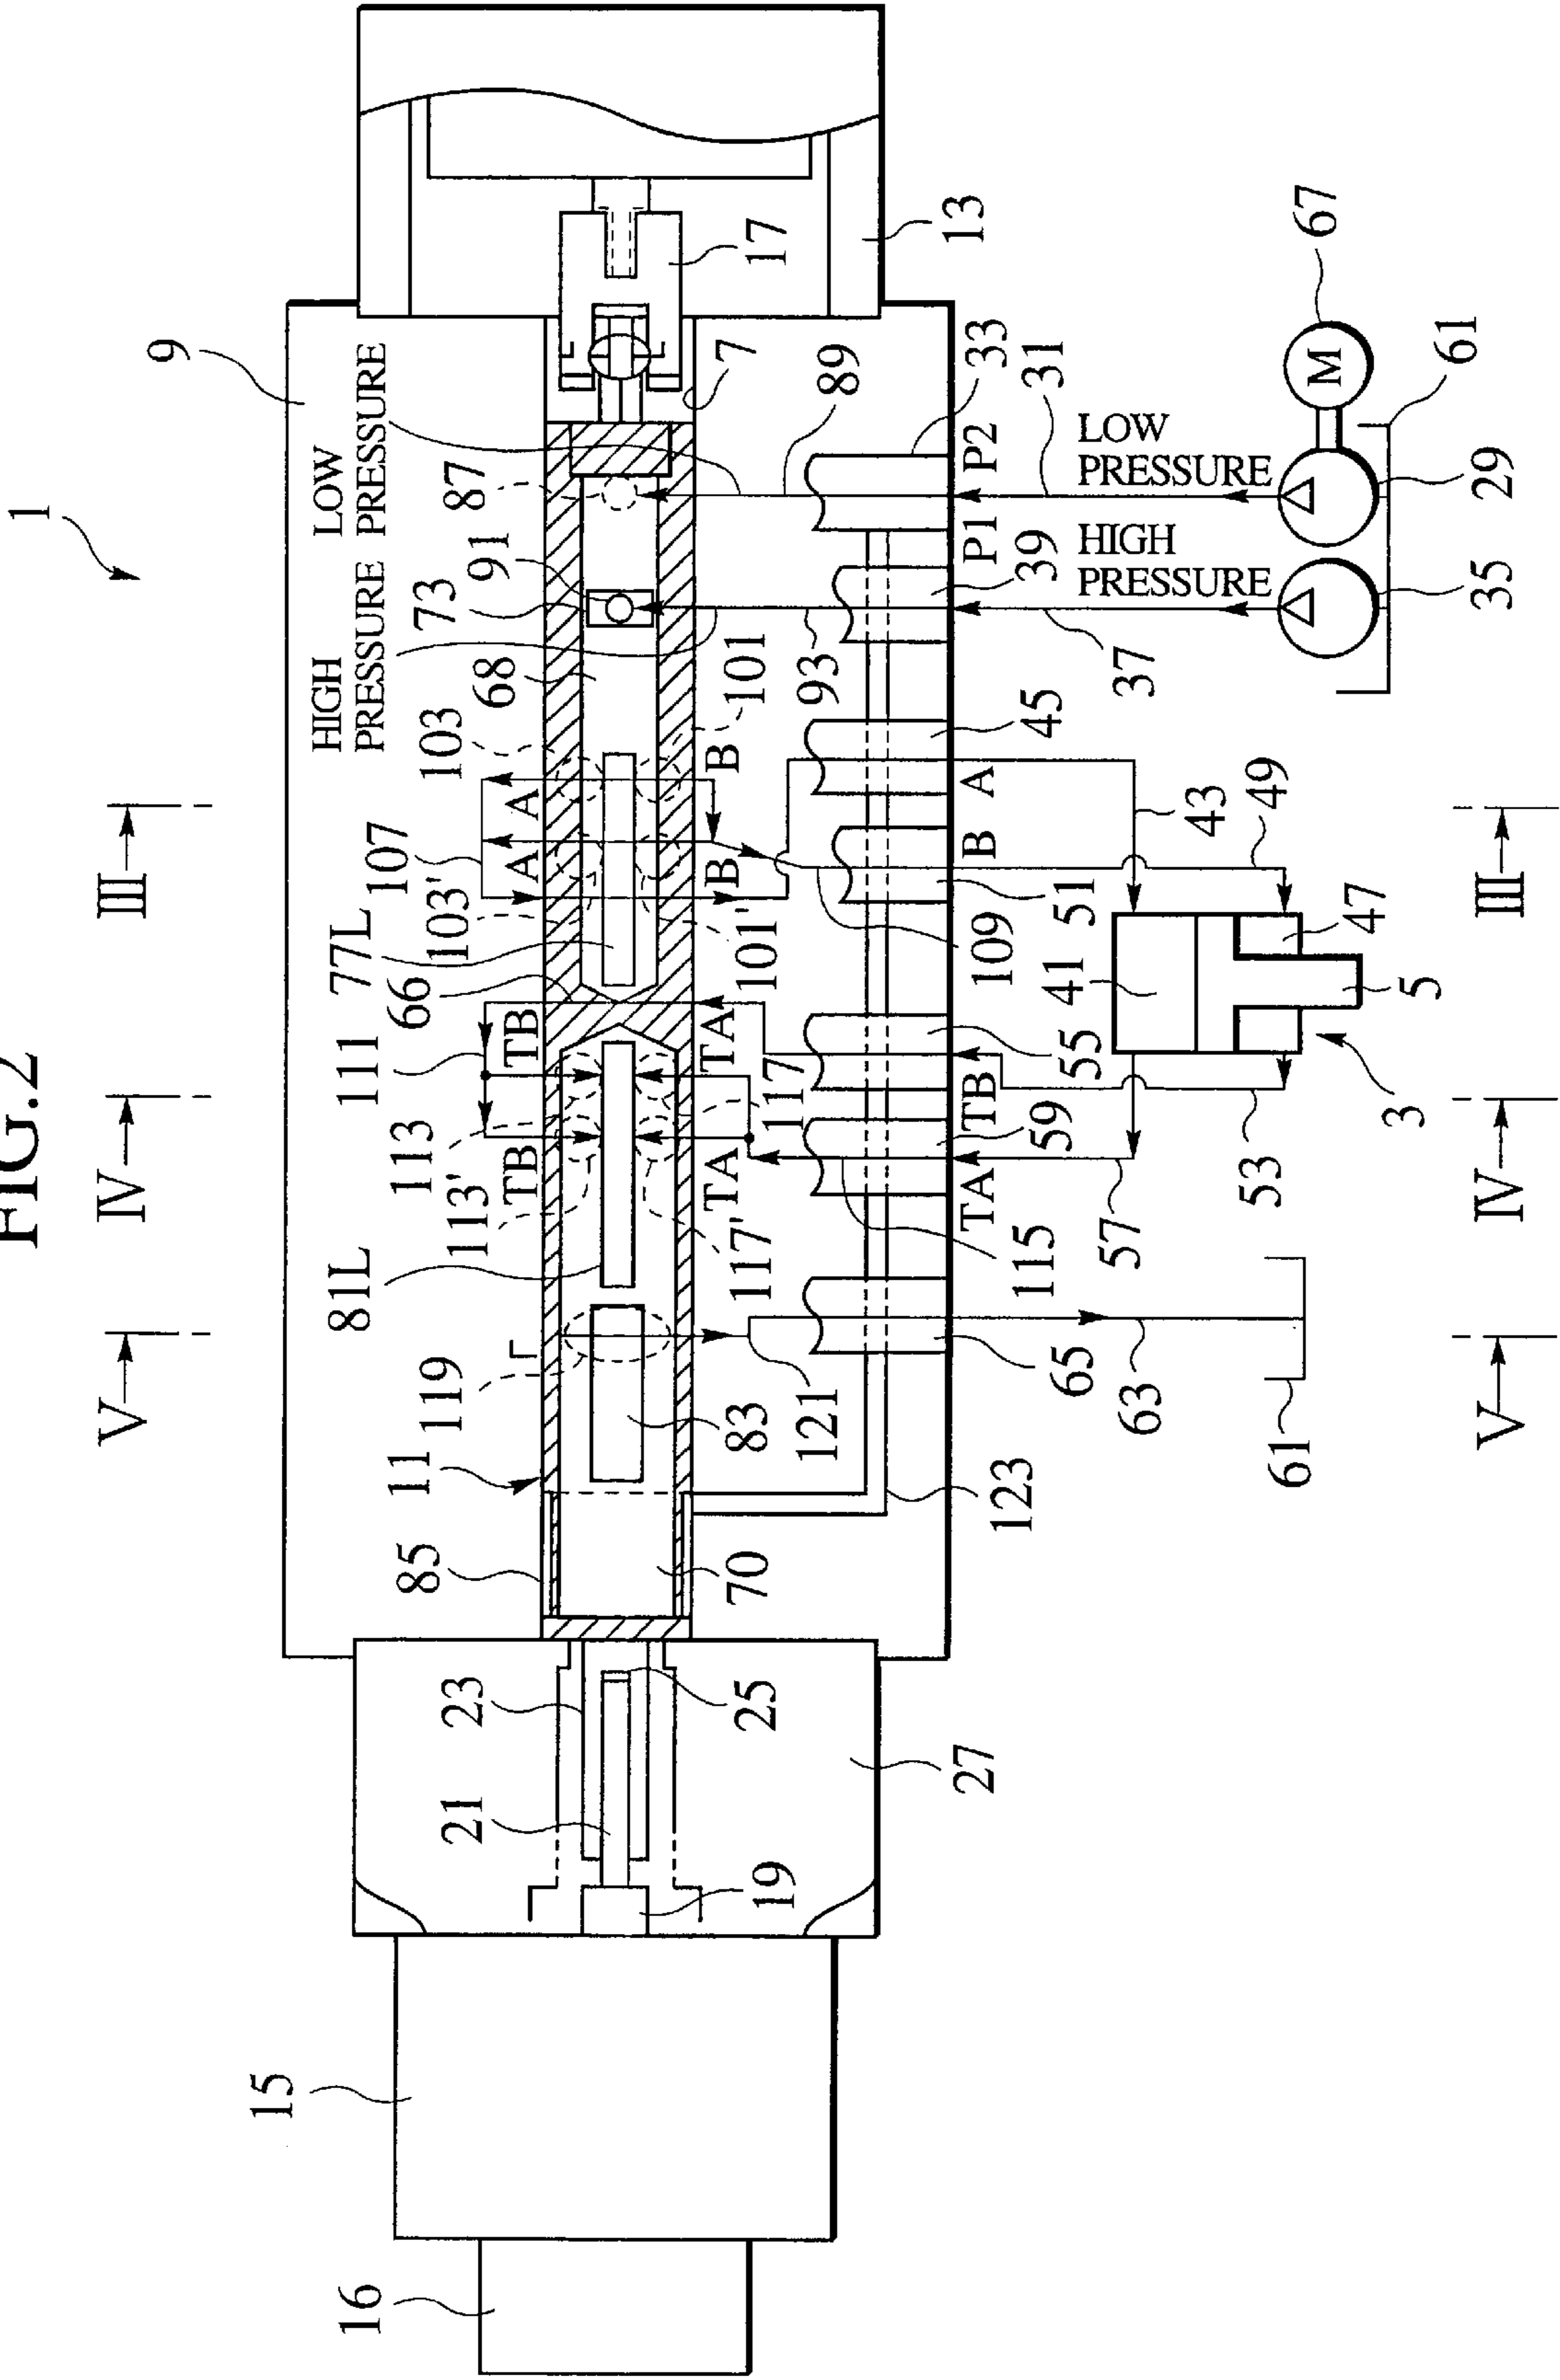 FIG.2
1
9
HIGH
PRESSURE
LOW
PRESSURE
III
III
IV
IV
V
V
16
15
21
23
19
25
27
85
11
119
Γ
81L
113'
113
111
66
77L
103'
107
103
68
73
91
87
7
17
13
TB
TB
A
A
TA
TA
B
B
70
83
121
117'
117
101'
101
93
89
123
65
115
59
55
109
51
45
39
33
TA
TB
B
A
P1
P2
61
63
57
53
3
5
41
47
43
49
37
31
HIGH
PRESSURE
LOW
PRESSURE
35
29
M
67
61